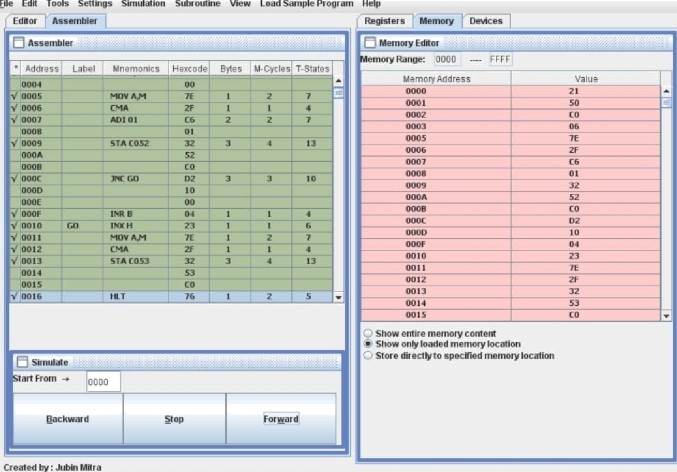 File Edit Tools Settings Simulation Subroutine View Load Sample Program Help
Editor Assembler
Assembler
* Address Label Mnemonics Hexcode Bytes M-Cycles T-States
0004 00
√ 0005 MOV A,M 7E 1 2 7
√ 0006 CMA 2F 1 1 4
√ 0007 ADI 01 C6 2 2 7
0008 01
√ 0009 STA C052 32 3 4 13
000A 52
000B C0
√ 000C JNC GO D2 3 3 10
000D 10
000E 00
√ 000F INR B 04 1 1 4
√ 0010 GO INX H 23 1 1 6
√ 0011 MOV A,M 7E 1 2 7
√ 0012 CMA 2F 1 1 4
√ 0013 STA C053 32 3 4 13
0014 53
0015 C0
√ 0016 HLT 76 1 2 5
Simulate
Start From → 0000
Backward Stop Forward
Created by : Jubin Mitra
Registers Memory Devices
Memory Editor
Memory Range: 0000 ---- FFFF
Memory Address Value
0000 21
0001 50
0002 C0
0003 06
0005 7E
0006 2F
0007 C6
0008 01
0009 32
000A 52
000B C0
000C D2
000D 10
000F 04
0010 23
0011 7E
0012 2F
0013 32
0014 53
0015 C0
Show entire memory content
Show only loaded memory location
Store directly to specified memory location